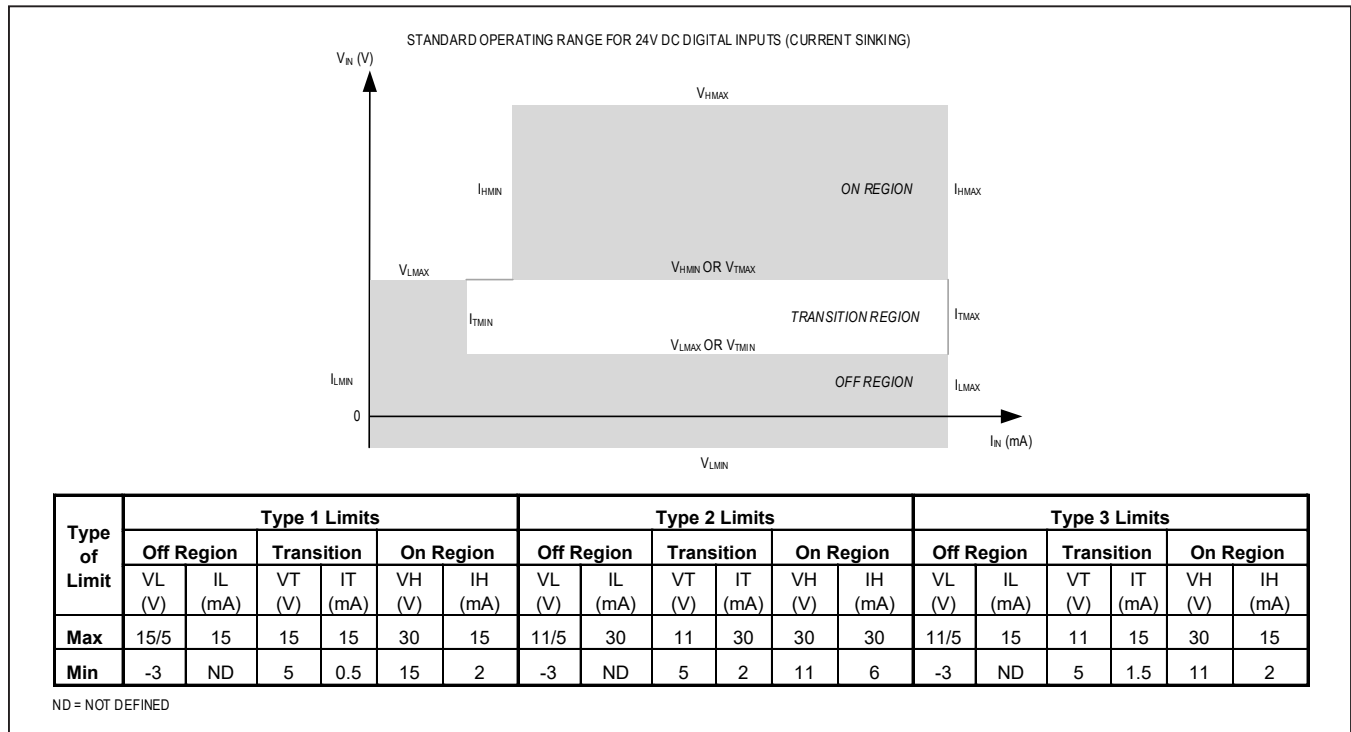 STANDARD OPERATING RANGE FOR 24V DC DIGITAL INPUTS (CURRENT SINKING)
VIN (V)
VHMAX
IHMIN
ON REGION
IHMAX
VLMAX
VHMIN OR VTMAX
ITMIN
TRANSITION REGION
ITMAX
VLMAX OR VTMIN
ILMIN
OFF REGION
ILMAX
0
IIN (mA)
VLMIN
Type of Limit
Type 1 Limits Type 2 Limits Type 3 Limits
Off Region Transition On Region Off Region Transition On Region Off Region Transition On Region
VL (V) IL (mA) VT (V) IT (mA) VH (V) IH (mA) VL (V) IL (mA) VT (V) IT (mA) VH (V) IH (mA) VL (V) IL (mA) VT (V) IT (mA) VH (V) IH (mA)
Max 15/5 15 15 15 30 15 11/5 30 11 30 30 30 11/5 15 11 15 30 15
Min -3 ND 5 0.5 15 2 -3 ND 5 2 11 6 -3 ND 5 1.5 11 2
ND = NOT DEFINED